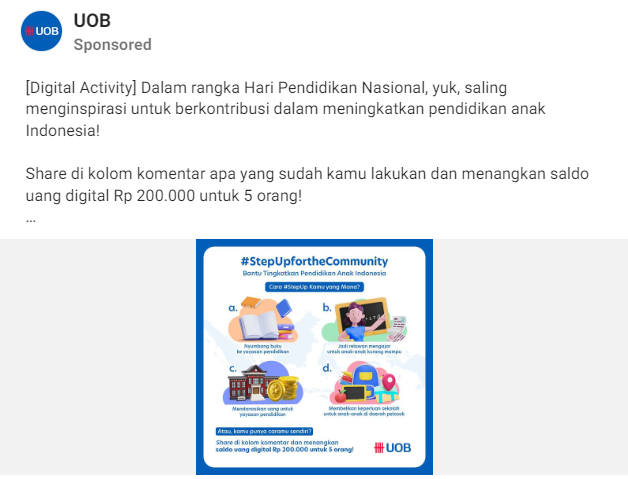 UOB
UOB
Sponsored
[Digital Activity] Dalam rangka Hari Pendidikan Nasional, yuk, saling
menginspirasi untuk berkontribusi dalam meningkatkan pendidikan anak
Indonesia!
Share di kolom komentar apa yang sudah kamu lakukan dan menangkan saldo
uang digital Rp 200.000 untuk 5 orang!
...
#StepUpfortheCommunity
Bantu Tingkatkan Pendidikan Anak Indonesia
Cara #StepUp Kamu yang Mana?
a.
b.
Nyumbang buku
ke yayasan pendidikan
Jadi relawan mengajar
untuk anak-anak kurang mampu
c.
d.
Mendonasikan uang untuk
yayasan pendidikan
Membelikan keperluan sekolah
untuk anak-anak di daerah pelosok
Atau, kamu punya caramu sendiri?
Share di kolom komentar dan menangkan
saldo uang digital Rp 200.000 untuk 5 orang!
UOB